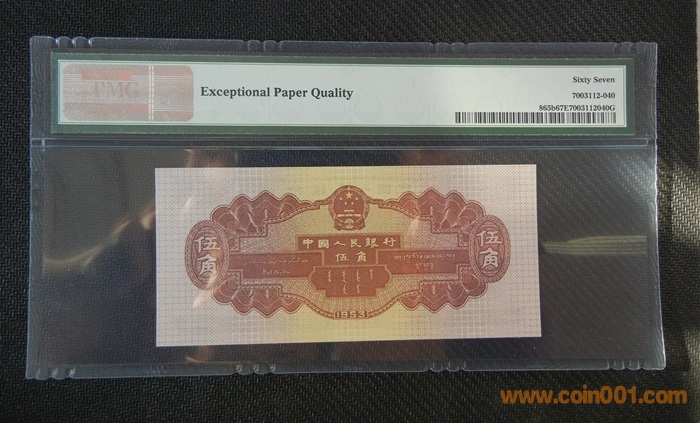 PMG
Exceptional Paper Quality
Sixty Seven
7003112-040
865b67E7003112040G
中國人民銀行
伍角
伍角
伍角
1953
www.coin001.com